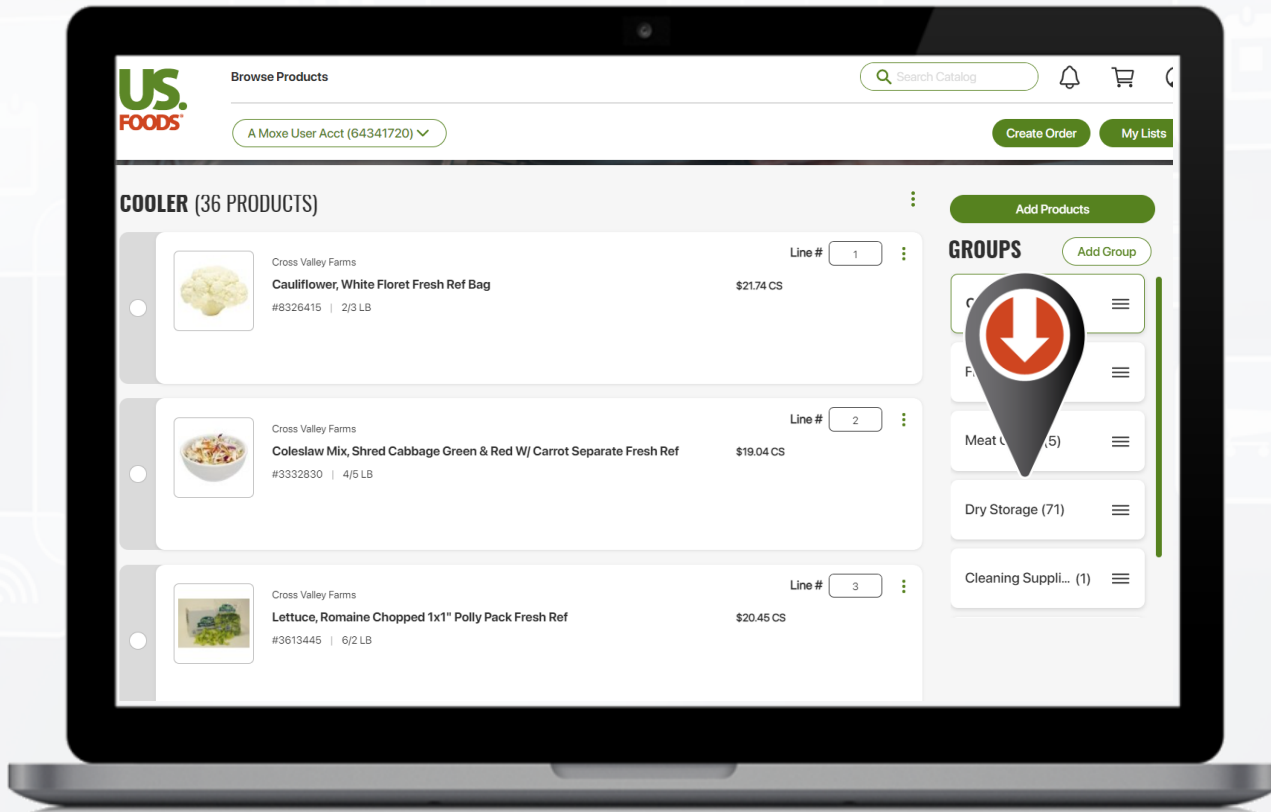 US.
FOODS
Browse Products
Search Catalog
A Moxe User Acct (64341720)
Create Order
My Lists
COOLER (36 PRODUCTS)
Add Products
GROUPS
Add Group
Line # 1
Cross Valley Farms
Cauliflower, White Floret Fresh Ref Bag
$21.74 CS
#8326415 | 2/3 LB
Line # 2
Cross Valley Farms
Coleslaw Mix, Shred Cabbage Green & Red W/ Carrot Separate Fresh Ref
$19.04 CS
#3332830 | 4/5 LB
Line # 3
Cross Valley Farms
Lettuce, Romaine Chopped 1x1" Polly Pack Fresh Ref
$20.45 CS
#3613445 | 6/2 LB
Meat (5)
Dry Storage (71)
Cleaning Suppli... (1)